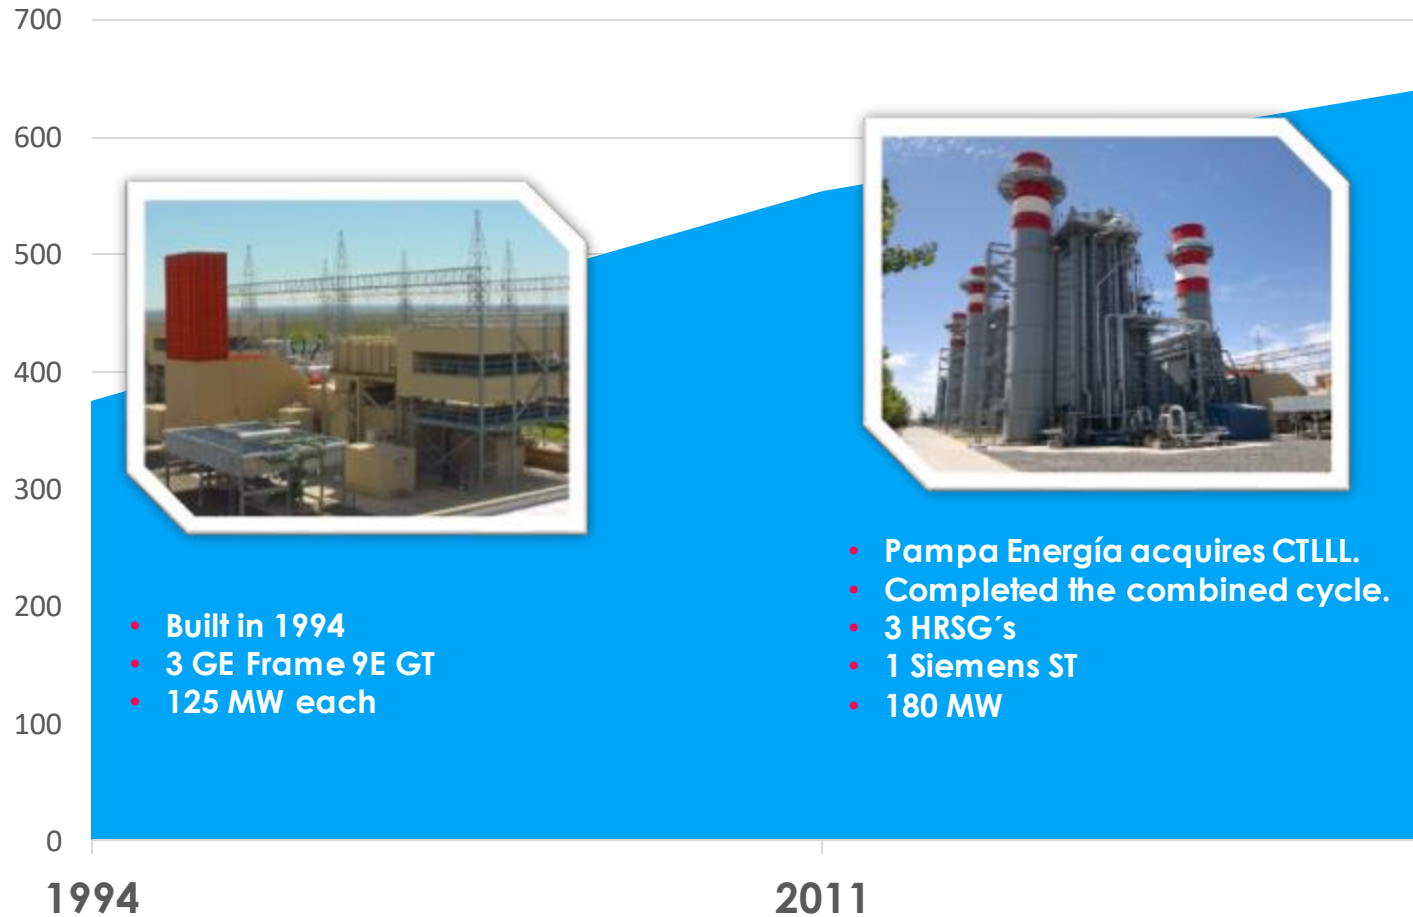 700
600
500
400
300
200
100
0
• Built in 1994
• 3 GE Frame 9E GT
• 125 MW each
• Pampa Energía acquires CTLLL.
• Completed the combined cycle.
• 3 HRSG´s
• 1 Siemens ST
• 180 MW
1994
2011